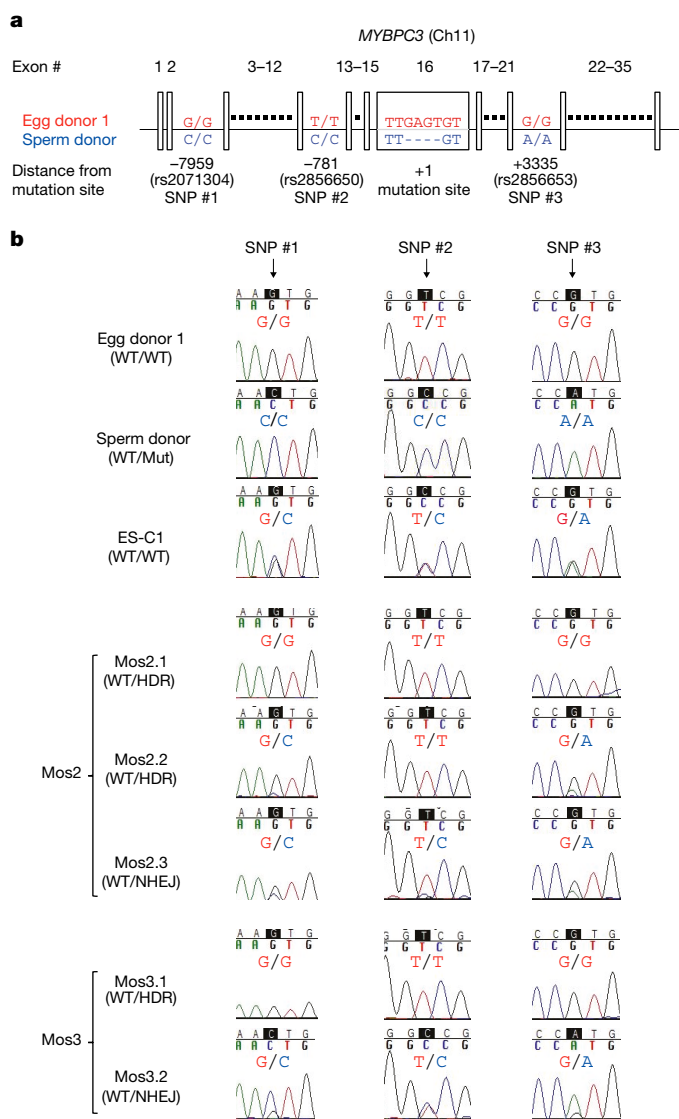 a
MYBPC3 (Ch11)
Exon # 1 2 3–12 13–15 16 17–21 22–35
Egg donor 1 G/G T/T TTGAGTGT G/G
Sperm donor C/C C/C TT----GT A/A
Distance from mutation site
−7959 (rs2071304) SNP #1
−781 (rs2856650) SNP #2
+1 mutation site
+3335 (rs2856653) SNP #3
b
SNP #1 SNP #2 SNP #3
Egg donor 1 (WT/WT)
A A G T G G G T C G C C G T G
A A G T G G G T C G C C G T G
G/G T/T G/G
Sperm donor (WT/Mut)
A A C T G G G C C G C C A T G
A A C T G G G C C G C C A T G
C/C C/C A/A
ES-C1 (WT/WT)
A A G T G G G C C G C C G T G
A A G T G G G C C G C C G T G
G/C T/C G/A
Mos2
Mos2.1 (WT/HDR)
A A G T G G G T C G C C G T G
A A G T G G G T C G C C G T G
G/G T/T G/G
Mos2.2 (WT/HDR)
A A G T G G G T C G C C G T G
A A G T G G G T C G C C G T G
G/C T/T G/A
Mos2.3 (WT/NHEJ)
A A G T G G G T C G C C G T G
A A G T G G G T C G C C G T G
G/C T/C G/A
Mos3
Mos3.1 (WT/HDR)
A A G T G G G T C G C C G T G
A A G T G G G T C G C C G T G
G/G T/T G/G
Mos3.2 (WT/NHEJ)
A A C T G G G C C G C C A T G
A A C T G G G C C G C C A T G
G/C T/C G/A